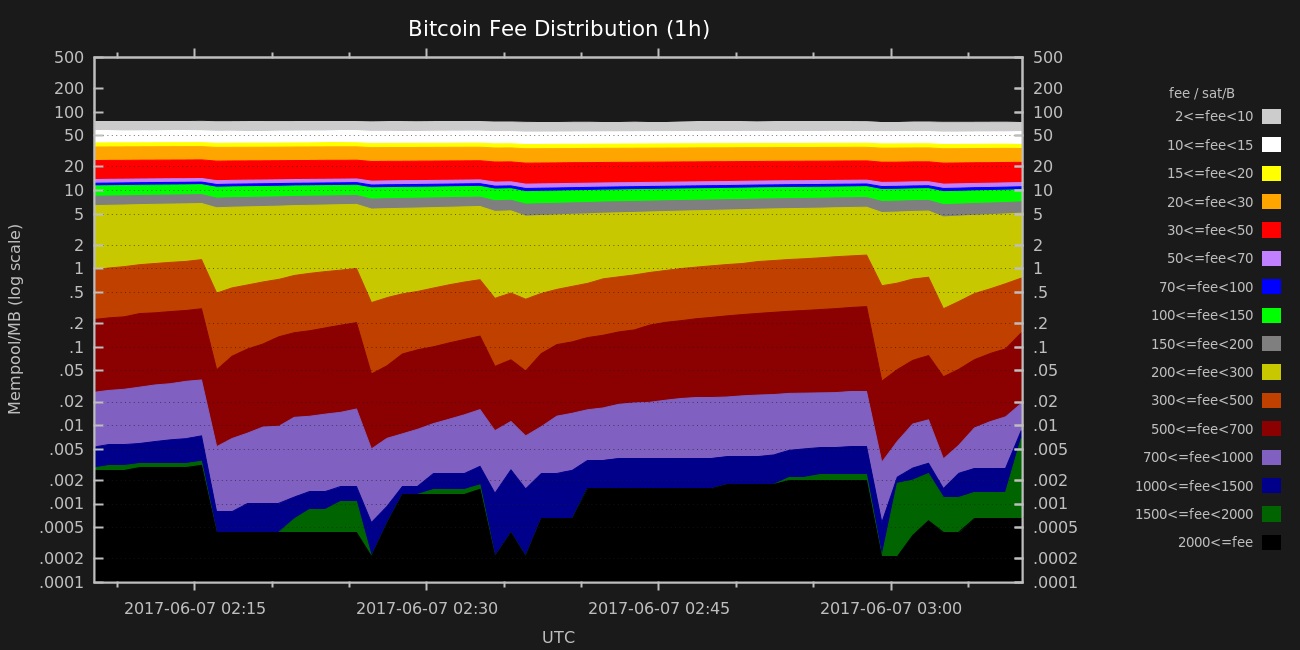 Bitcoin Fee Distribution (1h)
Mempool/MB (log scale)
500
200
100
50
20
10
5
2
1
.5
.2
.1
.05
.02
.01
.005
.002
.001
.0005
.0002
.0001
500
200
100
50
20
10
5
2
1
.5
.2
.1
.05
.02
.01
.005
.002
.001
.0005
.0002
.0001
2017-06-07 02:15
2017-06-07 02:30
2017-06-07 02:45
2017-06-07 03:00
UTC
fee / sat/B
2<=fee<10
10<=fee<15
15<=fee<20
20<=fee<30
30<=fee<50
50<=fee<70
70<=fee<100
100<=fee<150
150<=fee<200
200<=fee<300
300<=fee<500
500<=fee<700
700<=fee<1000
1000<=fee<1500
1500<=fee<2000
2000<=fee